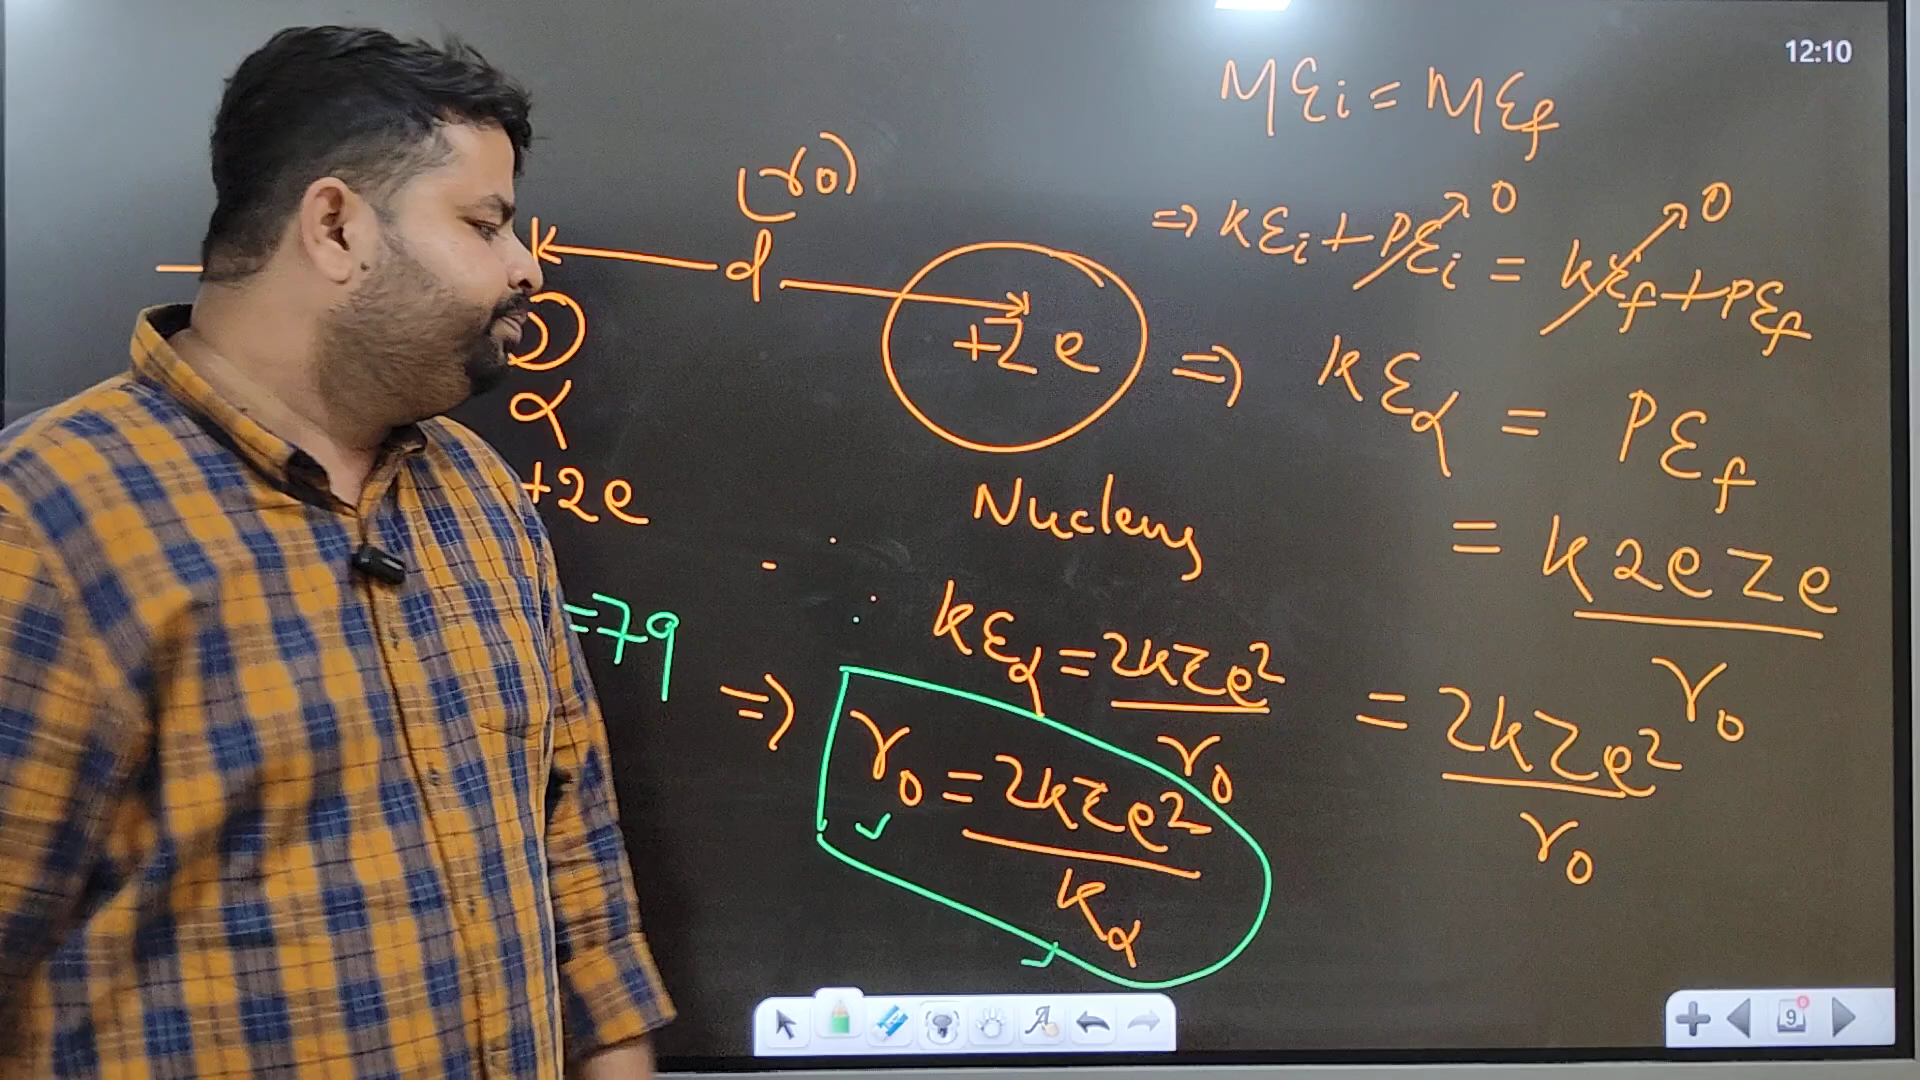 12:10
MEi = MEf
(r0)
d
⇒ KEi + PEi ↗ 0 = KEf ↗ 0 + PEf
+Ze
⇒ KEα = PEf
α
+2e
Nucleus
= k2eZe / r0
=79
KEα = 2kZe² / r0
= 2kZe² / r0
⇒ r0 = 2kZe² / Kα
9